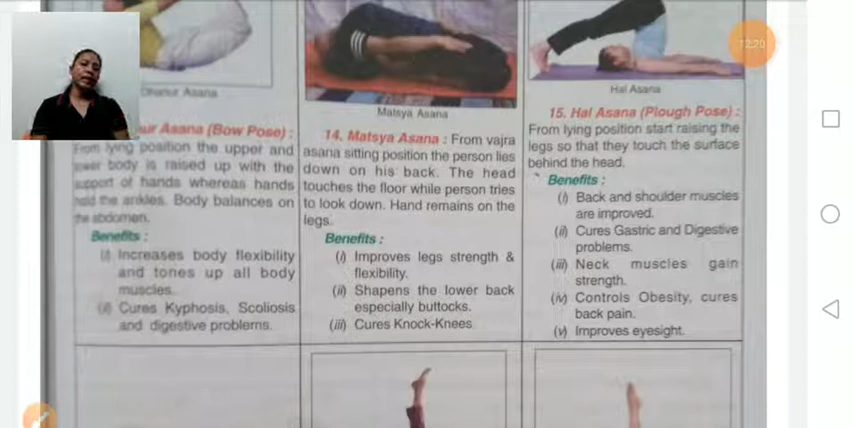 12:20
Dhanur Asana
ur Asana (Bow Pose) :
From lying position the upper and
lower body is raised up with the
support of hands whereas hands
hold the ankles. Body balances on
the abdomen.
Benefits :
(i) Increases body flexibility
and tones up all body
muscles.
(ii) Cures Kyphosis, Scoliosis
and digestive problems.
Matsya Asana
14. Matsya Asana : From vajra
asana sitting position the person lies
down on his back. The head
touches the floor while person tries
to look down. Hand remains on the
legs.
Benefits :
(i) Improves legs strength &
flexibility.
(ii) Shapens the lower back
especially buttocks.
(iii) Cures Knock-Knees
Hal Asana
15. Hal Asana (Plough Pose) :
From lying position start raising the
legs so that they touch the surface
behind the head.
Benefits :
(i) Back and shoulder muscles
are improved.
(ii) Cures Gastric and Digestive
problems.
(iii) Neck muscles gain
strength.
(iv) Controls Obesity, cures
back pain.
(v) Improves eyesight.